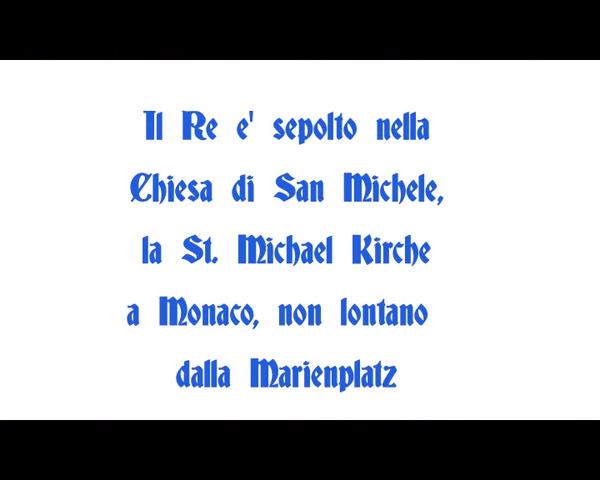 Il Re e' sepolto nella
Chiesa di San Michele,
la St. Michael Kirche
a Monaco, non lontano
dalla Marienplatz